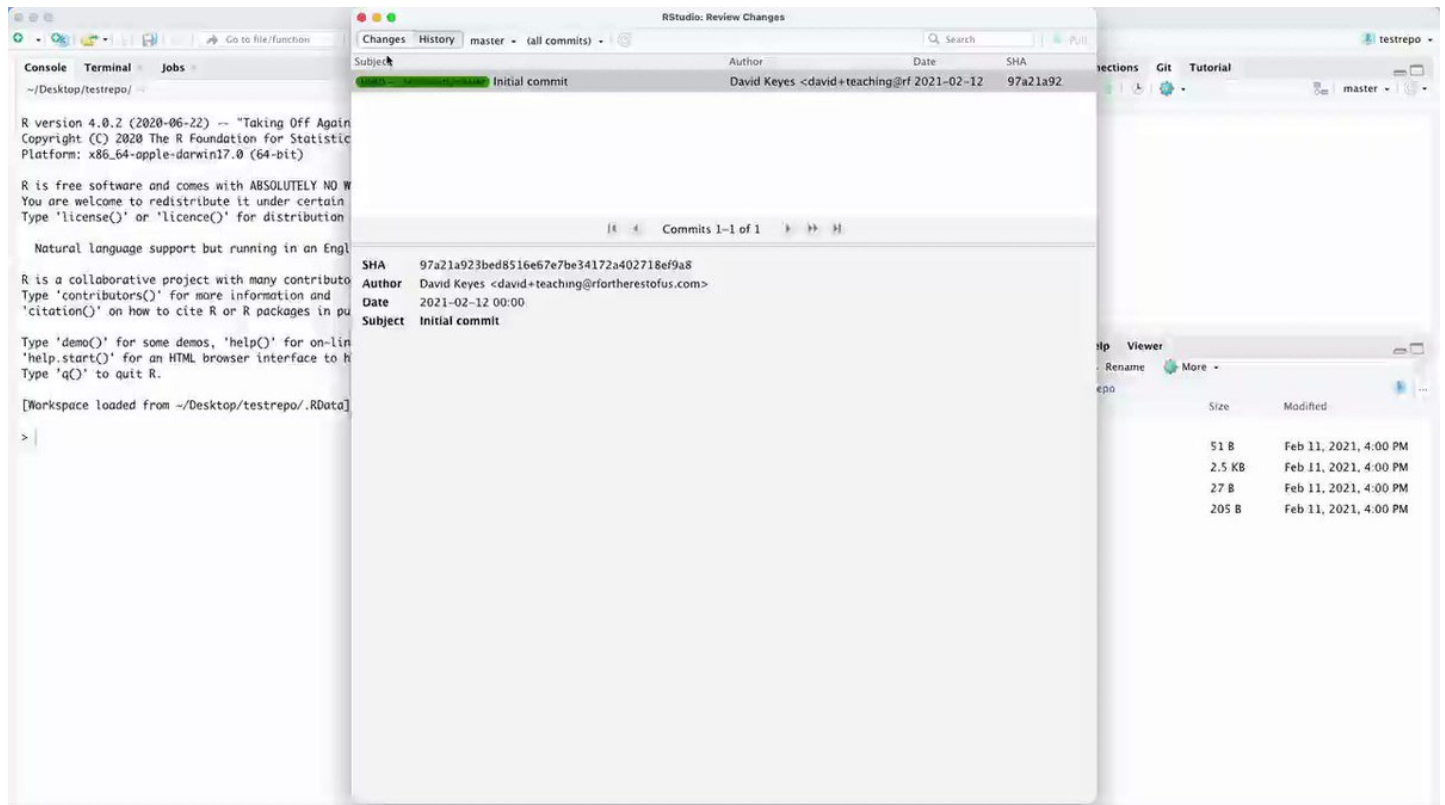 RStudio: Review Changes
Go to file/function
Changes History master (all commits) Search Pull
testrepo
Console Terminal Jobs
~/Desktop/testrepo/
Subject Author Date SHA
Initial commit David Keyes <david+teaching@rf 2021-02-12 97a21a92
nections Git Tutorial
master
R version 4.0.2 (2020-06-22) -- "Taking Off Again
Copyright (C) 2020 The R Foundation for Statistic
Platform: x86_64-apple-darwin17.0 (64-bit)
R is free software and comes with ABSOLUTELY NO W
You are welcome to redistribute it under certain
Type 'license()' or 'licence()' for distribution
Natural language support but running in an Engl
R is a collaborative project with many contributo
Type 'contributors()' for more information and
'citation()' on how to cite R or R packages in pu
Type 'demo()' for some demos, 'help()' for on-lin
'help.start()' for an HTML browser interface to h
Type 'q()' to quit R.
[Workspace loaded from ~/Desktop/testrepo/.RData]
>
Commits 1-1 of 1
SHA 97a21a923bed8516e67e7be34172a402718ef9a8
Author David Keyes <david+teaching@rfortherestofus.com>
Date 2021-02-12 00:00
Subject Initial commit
elp Viewer
Rename More
epo
Size Modified
51 B Feb 11, 2021, 4:00 PM
2.5 KB Feb 11, 2021, 4:00 PM
27 B Feb 11, 2021, 4:00 PM
205 B Feb 11, 2021, 4:00 PM